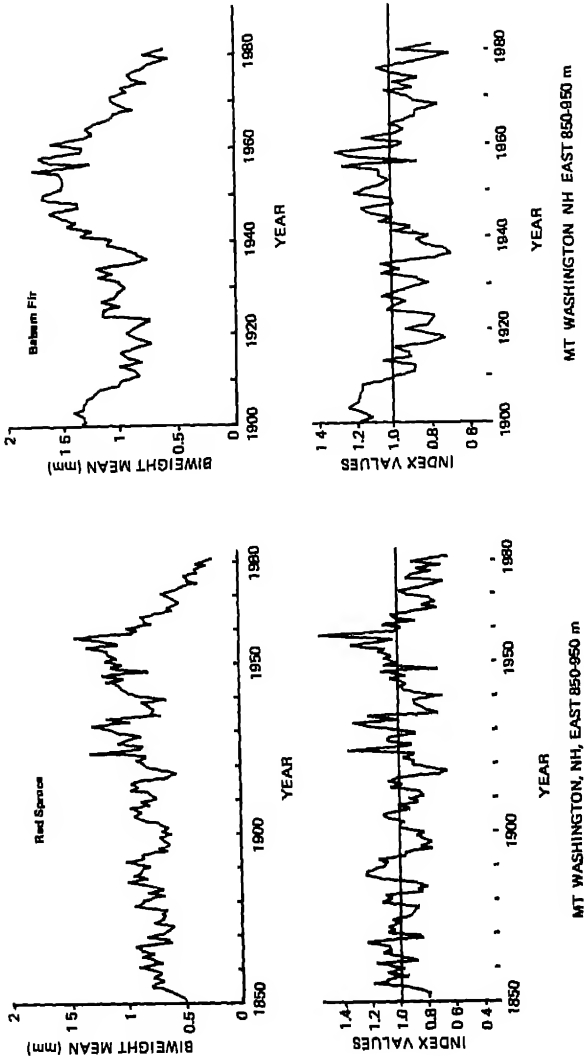 Red Spruce
BIWEIGHT MEAN (mm)
2
1.5
1
0.5
0
1850 1900 1950 1980
YEAR
INDEX VALUES
1.4
1.2
1.0
0.8
0.6
0 4
1850 1900 1950 1980
YEAR
MT WASHINGTON, NH, EAST 850-950 m
Balsam Fir
BIWEIGHT MEAN (mm)
2
1 5
1
0.5
0
1900 1920 1940 1960 1980
YEAR
INDEX VALUES
1 4
1.2
1.0
0.8
0 6
1900 1920 1940 1960 1980
YEAR
MT WASHINGTON NH EAST 850-950 m